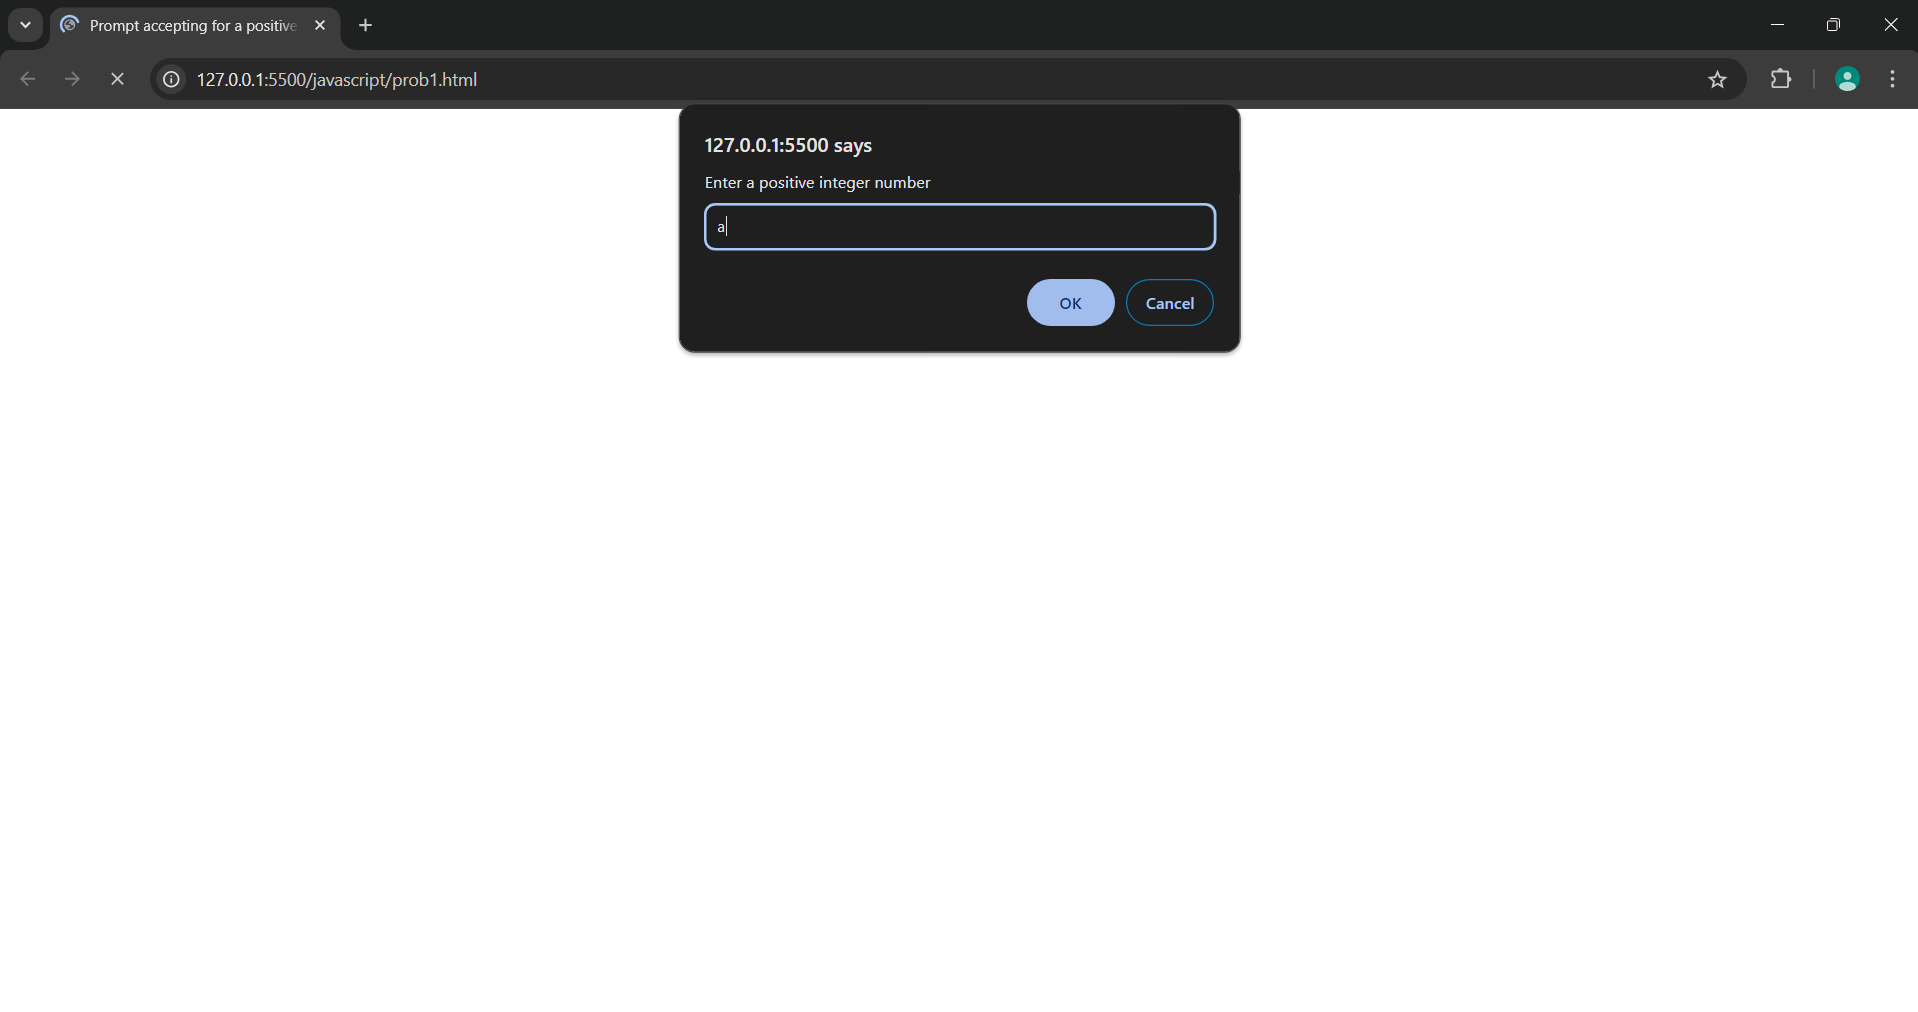 Prompt accepting for a positive
127.0.0.1:5500/javascript/prob1.html
127.0.0.1:5500 says
Enter a positive integer number
a
OK Cancel